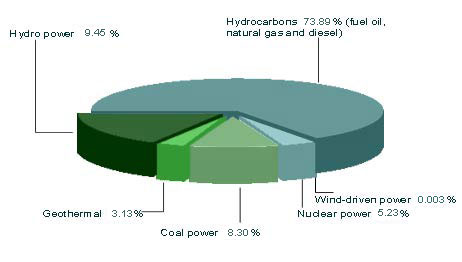 Hydrocarbons 73.89% (fuel oil,
natural gas and diesel)
Hydro power 9.45 %
Wind-driven power 0.003 %
Nuclear power 5.23%
Geothermal 3.13%
Coal power 8.30 %